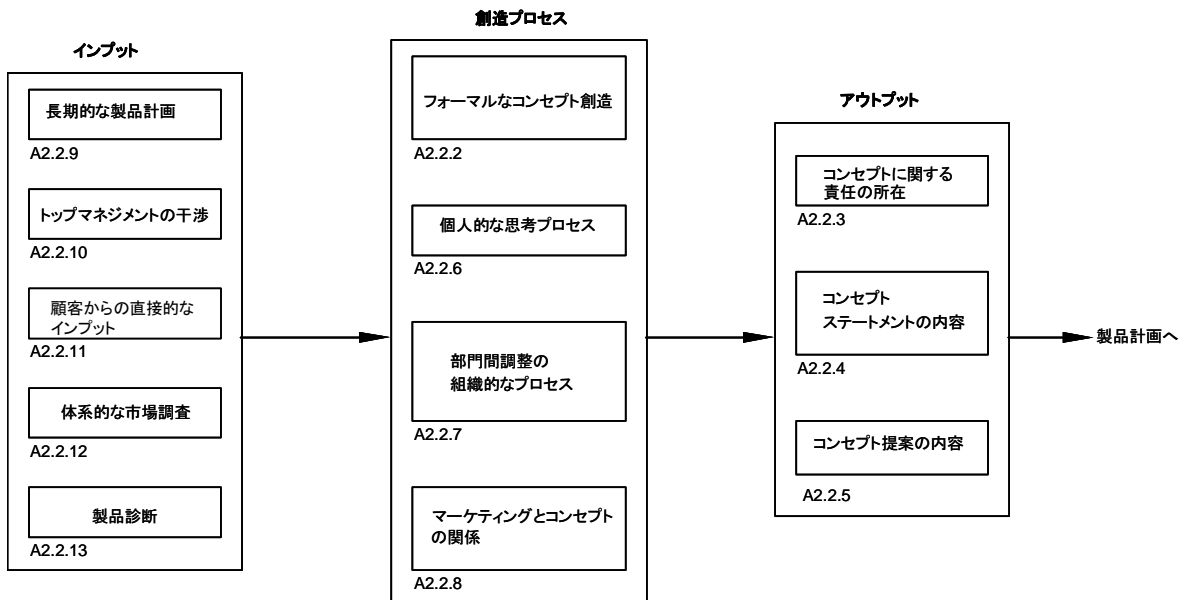 インプット
長期的な製品計画
A2.2.9
トップマネジメントの干渉
A2.2.10
顧客からの直接的な
インプット
A2.2.11
体系的な市場調査
A2.2.12
製品診断
A2.2.13
創造プロセス
フォーマルなコンセプト創造
A2.2.2
個人的な思考プロセス
A2.2.6
部門間調整の
組織的なプロセス
A2.2.7
マーケティングとコンセプト
の関係
A2.2.8
アウトプット
コンセプトに関する
責任の所在
A2.2.3
コンセプト
ステートメントの内容
A2.2.4
コンセプト提案の内容
A2.2.5
製品計画へ